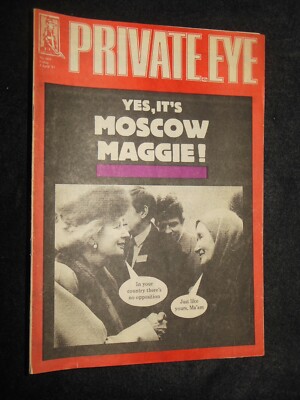 PRIVATE EYE
YES, IT'S
MOSCOW
MAGGIE!
In your
country there's
no opposition
Just like
yours, Ma'am